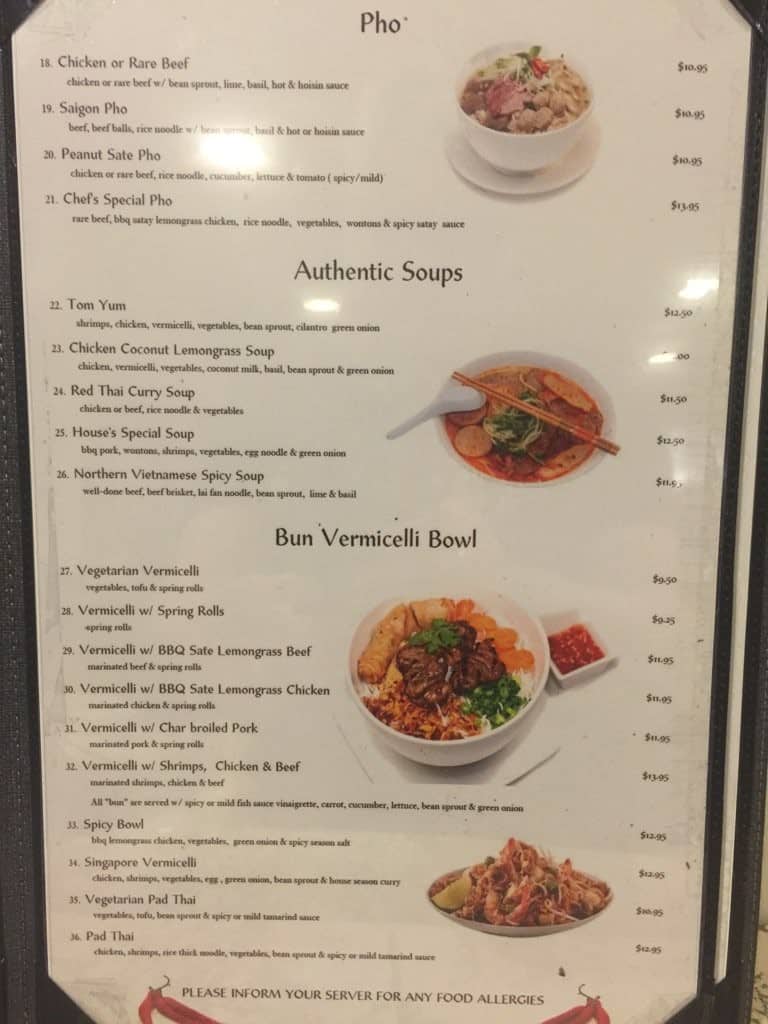 Pho
18. Chicken or Rare Beef $10.95
chicken or rare beef w/ bean sprout, lime, basil, hot & hoisin sauce
19. Saigon Pho $10.95
beef, beef balls, rice noodle w/ bean sprout, basil & hot or hoisin sauce
20. Peanut Sate Pho $10.95
chicken or rare beef, rice noodle, cucumber, lettuce & tomato ( spicy/mild)
21. Chef's Special Pho $13.95
rare beef, bbq satay lemongrass chicken, rice noodle, vegetables, wontons & spicy satay sauce
Authentic Soups
22. Tom Yum $12.50
shrimps, chicken, vermicelli, vegetables, bean sprout, cilantro green onion
23. Chicken Coconut Lemongrass Soup
chicken, vermicelli, vegetables, coconut milk, basil, bean sprout & green onion
24. Red Thai Curry Soup $11.50
chicken or beef, rice noodle & vegetables
25. House's Special Soup $12.50
bbq pork, wontons, shrimps, vegetables, egg noodle & green onion
26. Northern Vietnamese Spicy Soup
well-done beef, beef brisket, lai fan noodle, bean sprout, lime & basil
Bun Vermicelli Bowl
27. Vegetarian Vermicelli $9.50
vegetables, tofu & spring rolls
28. Vermicelli w/ Spring Rolls $9.25
spring rolls
29. Vermicelli w/ BBQ Sate Lemongrass Beef $11.95
marinated beef & spring rolls
30. Vermicelli w/ BBQ Sate Lemongrass Chicken $11.95
marinated chicken & spring rolls
31. Vermicelli w/ Char broiled Pork $11.95
marinated pork & spring rolls
32. Vermicelli w/ Shrimps, Chicken & Beef $13.95
marinated shrimps, chicken & beef
All "bun" are served w/ spicy or mild fish sauce vinaigrette, carrot, cucumber, lettuce, bean sprout & green onion
33. Spicy Bowl $12.95
bbq lemongrass chicken, vegetables, green onion & spicy season salt
34. Singapore Vermicelli $12.95
chicken, shrimps, vegetables, egg , green onion, bean sprout & house season curry
35. Vegetarian Pad Thai $10.95
vegetables, tofu, bean sprout & spicy or mild tamarind sauce
36. Pad Thai $12.95
chicken, shrimps, rice thick noodle, vegetables, bean sprout & spicy or mild tamarind sauce
PLEASE INFORM YOUR SERVER FOR ANY FOOD ALLERGIES